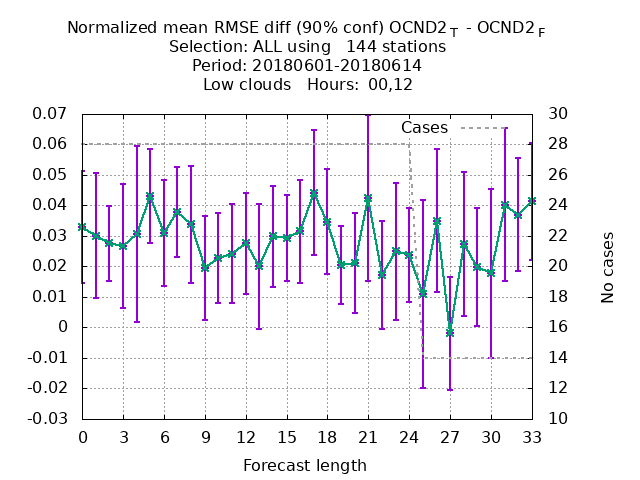 Normalized mean RMSE diff (90% conf) OCND2 T - OCND2 F
Selection: ALL using   144 stations
Period: 20180601-20180614
Low clouds   Hours:  00,12
Cases
0.07
0.06
0.05
0.04
0.03
0.02
0.01
0
-0.01
-0.02
-0.03
30
28
26
24
22
20
18
16
14
12
10
No cases
0 3 6 9 12 15 18 21 24 27 30 33
Forecast length